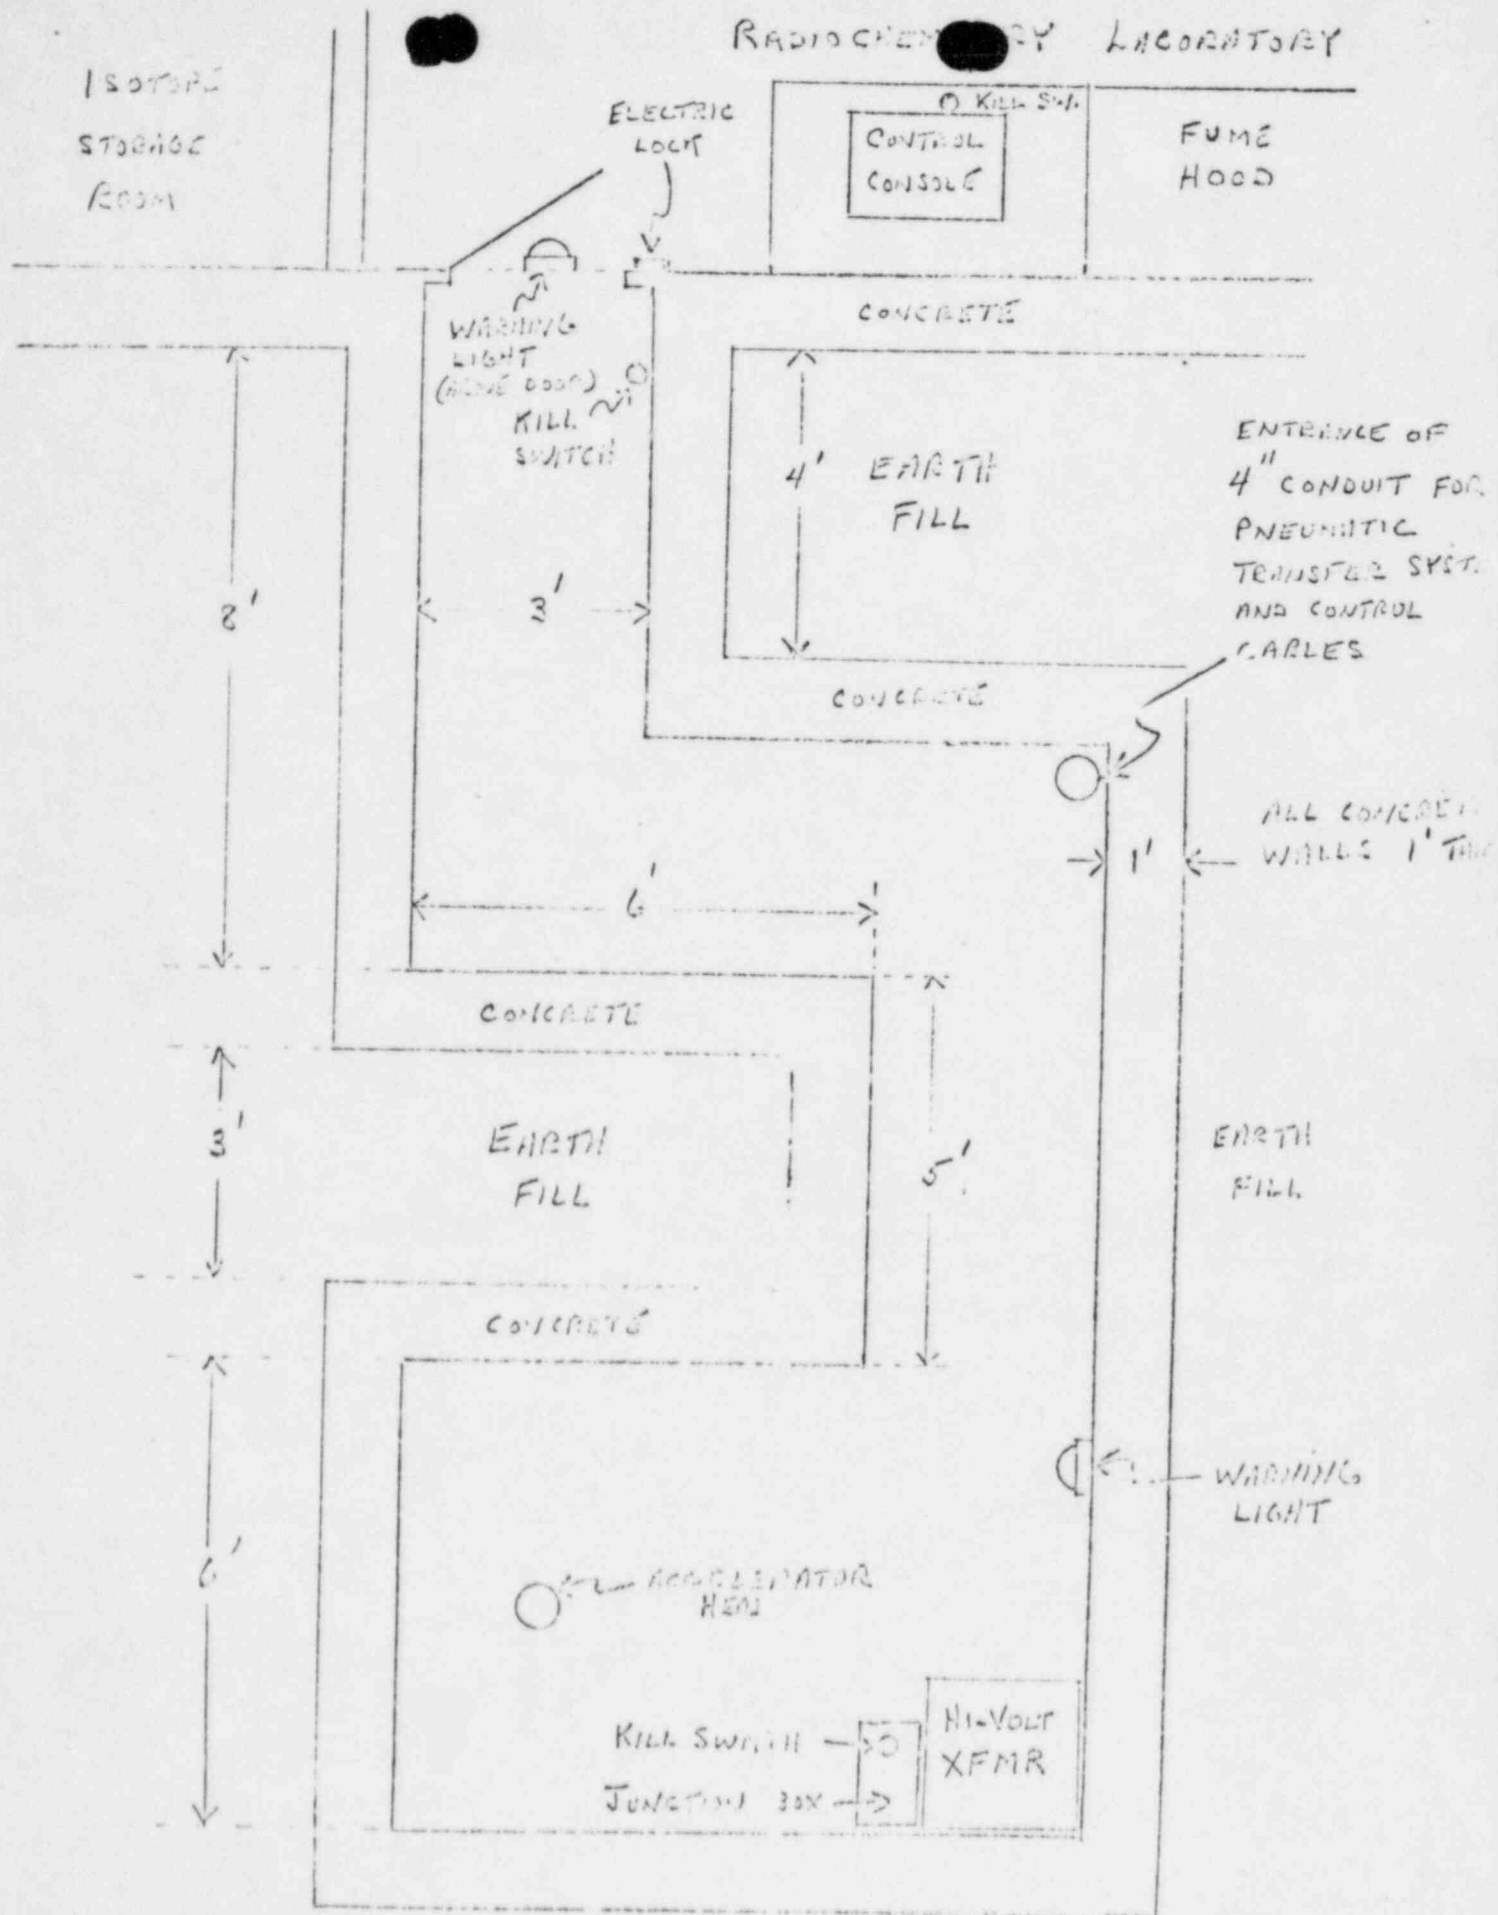 RADIOCHEMISTRY LABORATORY
ISOTOPE
STORAGE
ROOM
ELECTRIC
LOCK
KILL SW.
CONTROL
CONSOLE
FUME
HOOD
CONCRETE
WARNING
LIGHT
(ABOVE DOOR)
KILL
SWITCH
4'
EARTH
FILL
ENTRANCE OF
4" CONDUIT FOR
PNEUMATIC
TRANSFER SYST
AND CONTROL
CABLES
8'
3'
CONCRETE
ALL CONCRETE
WALLS 1' THIC
1'
6'
CONCRETE
3'
EARTH
FILL
5'
EARTH
FILL
CONCRETE
WARNING
LIGHT
6'
ACCELERATOR
HEAD
KILL SWITCH
JUNCTION BOX
HI-VOLT
XFMR